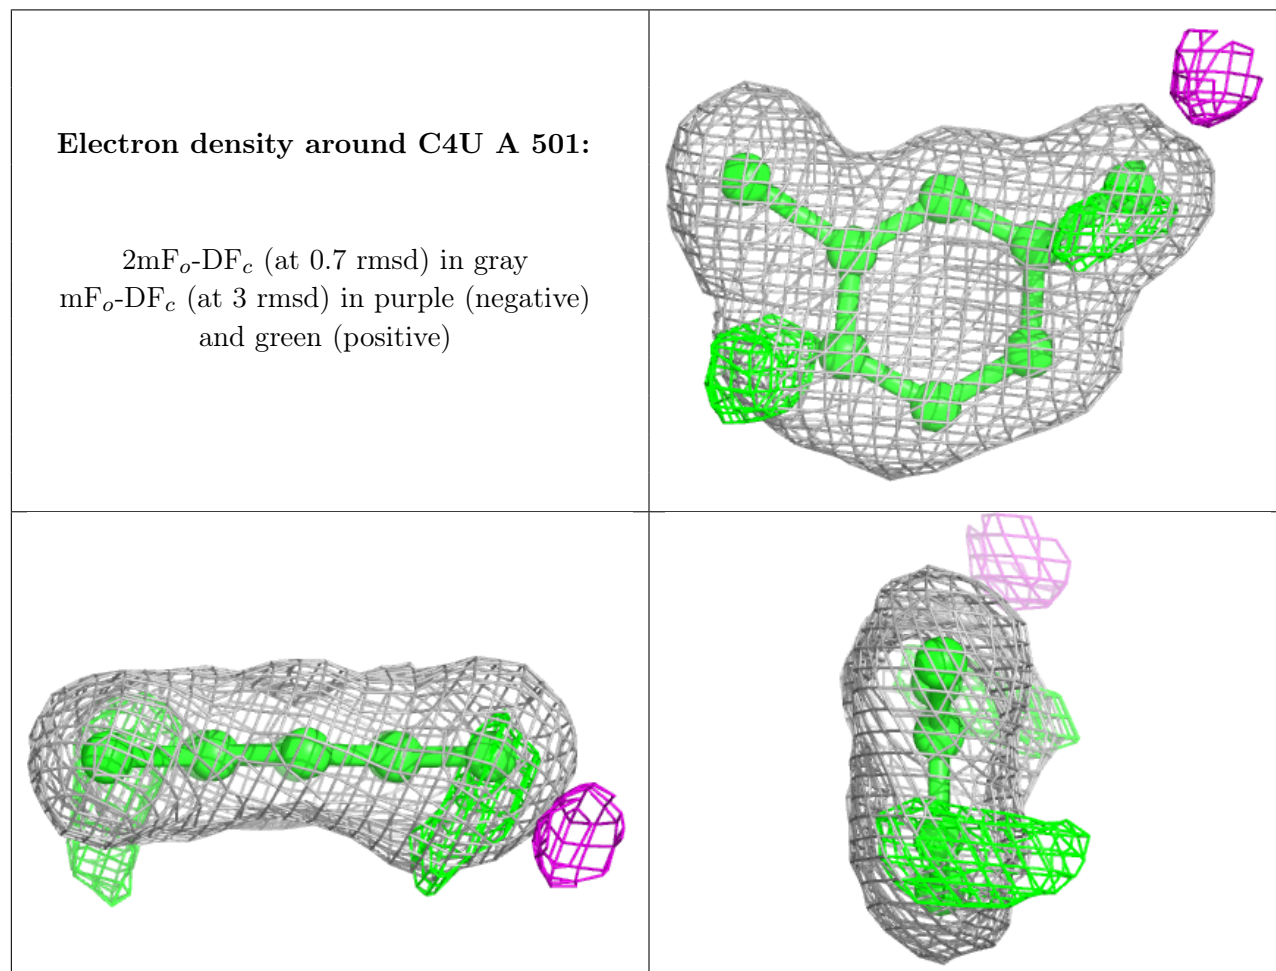 Electron density around C4U A 501:
2mFo-DFc (at 0.7 rmsd) in gray
mFo-DFc (at 3 rmsd) in purple (negative)
and green (positive)